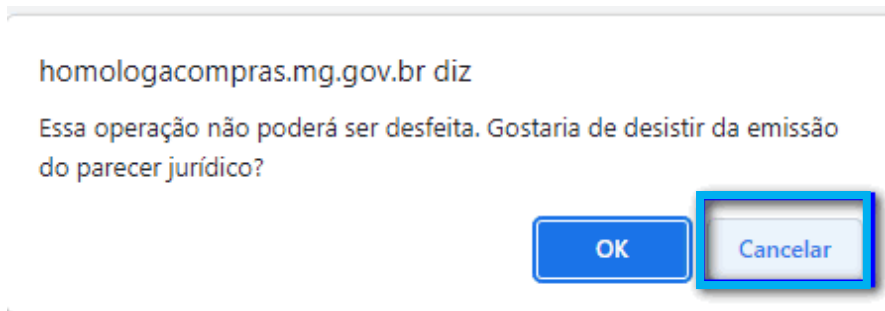 homologacompras.mg.gov.br diz
Essa operação não poderá ser desfeita. Gostaria de desistir da emissão
do parecer jurídico?
OK Cancelar